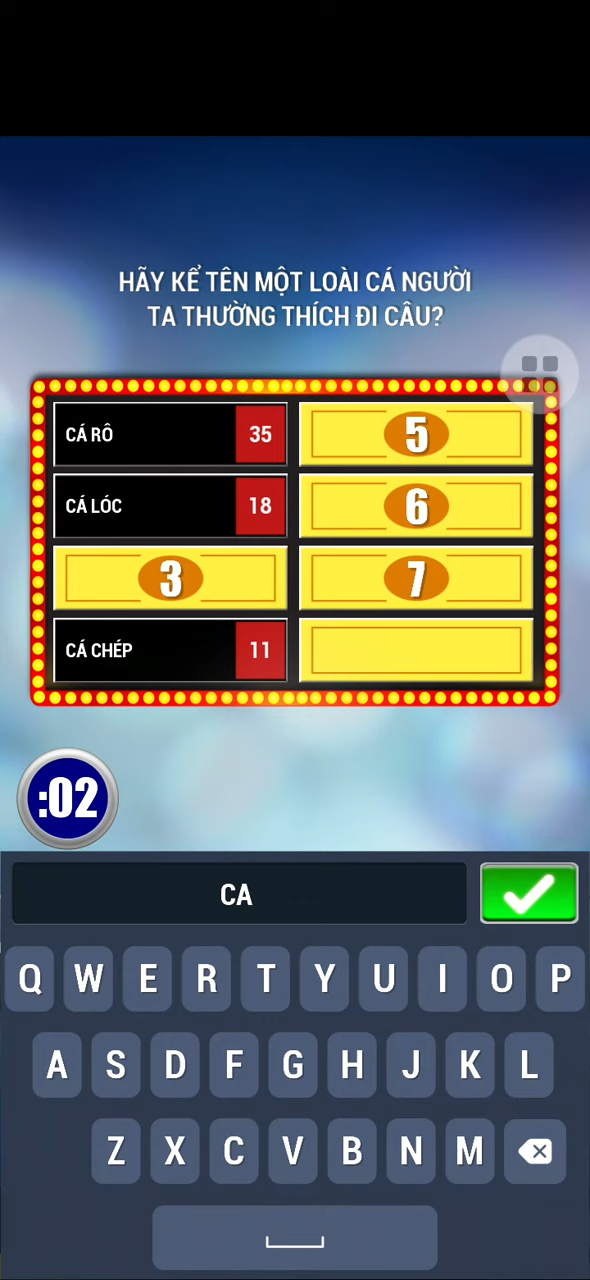 HÃY KỂ TÊN MỘT LOÀI CÁ NGƯỜI
TA THƯỜNG THÍCH ĐI CÂU?
CÁ RÔ 35
5
CÁ LÓC 18
6
3
7
CÁ CHÉP 11
:02
CA
Q W E R T Y U I O P
A S D F G H J K L
Z X C V B N M